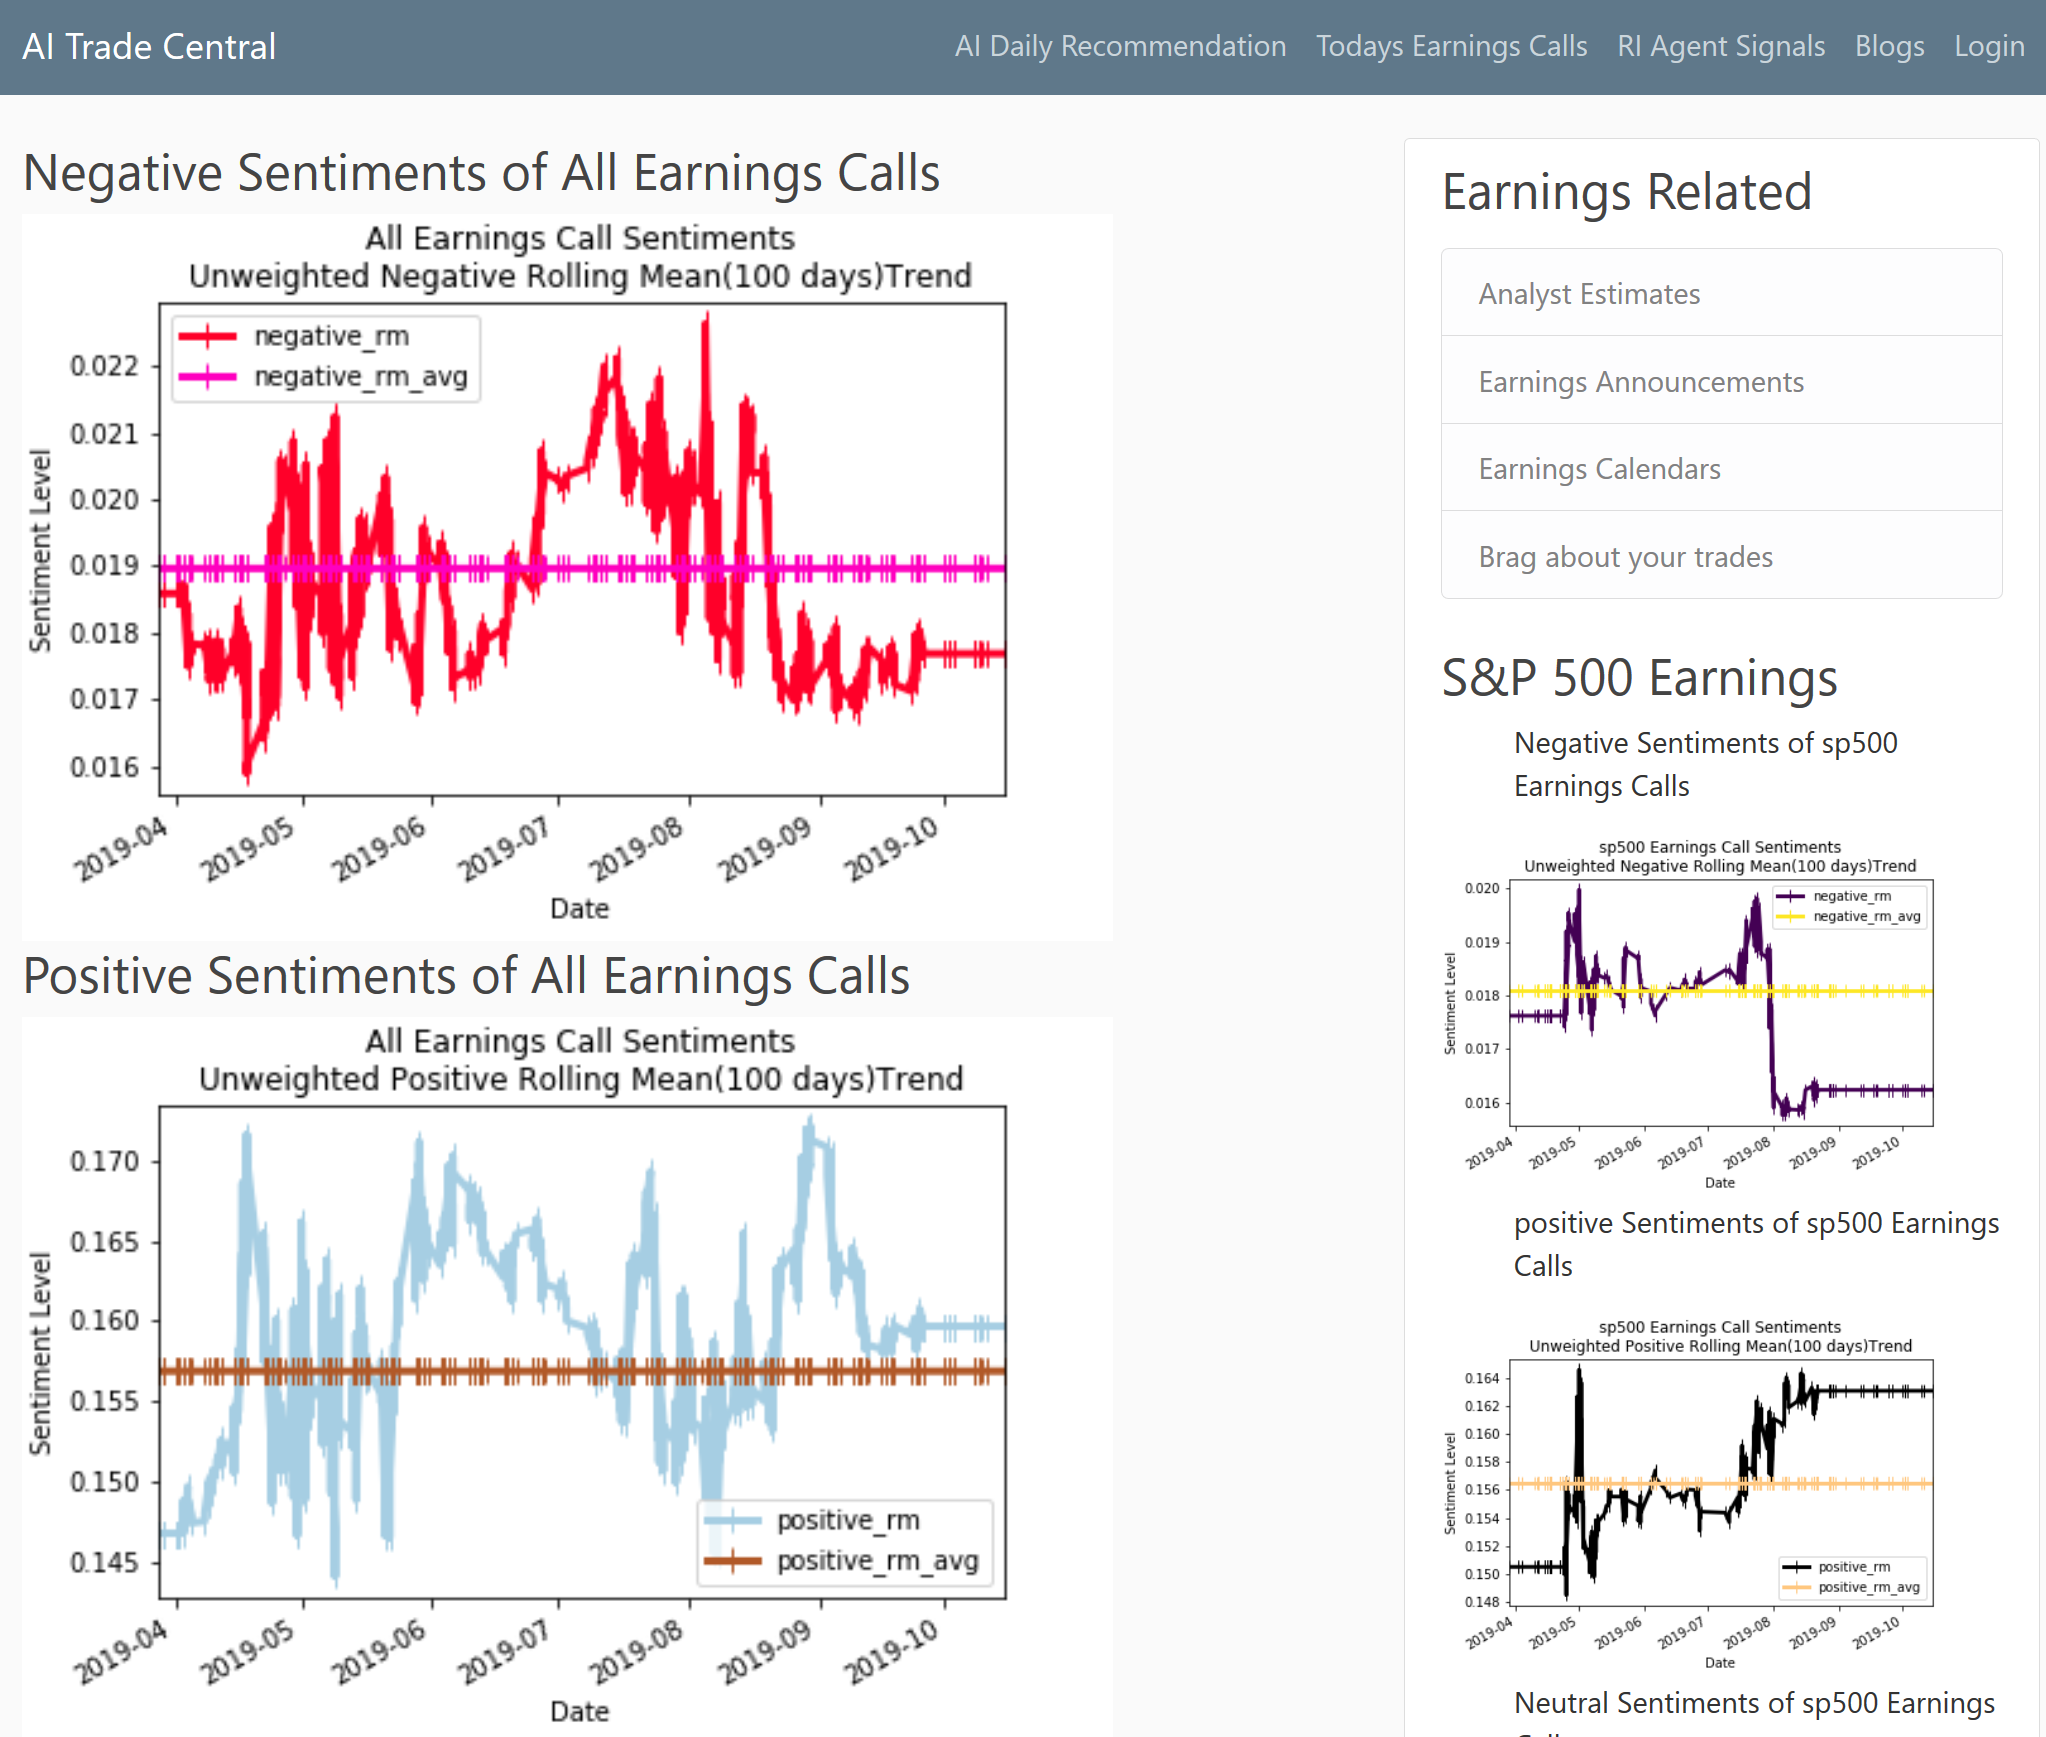 AI Trade Central
AI Daily Recommendation
Todays Earnings Calls
RI Agent Signals
Blogs
Login
Negative Sentiments of All Earnings Calls
All Earnings Call Sentiments
Unweighted Negative Rolling Mean(100 days)Trend
negative_rm
negative_rm_avg
0.022
0.021
0.020
0.019
0.018
0.017
0.016
Sentiment Level
2019-04
2019-05
2019-06
2019-07
2019-08
2019-09
2019-10
Date
Positive Sentiments of All Earnings Calls
All Earnings Call Sentiments
Unweighted Positive Rolling Mean(100 days)Trend
0.170
0.165
0.160
0.155
0.150
0.145
Sentiment Level
positive_rm
positive_rm_avg
2019-04
2019-05
2019-06
2019-07
2019-08
2019-09
2019-10
Date
Earnings Related
Analyst Estimates
Earnings Announcements
Earnings Calendars
Brag about your trades
S&P 500 Earnings
Negative Sentiments of sp500
Earnings Calls
sp500 Earnings Call Sentiments
Unweighted Negative Rolling Mean(100 days)Trend
negative_rm
negative_rm_avg
0.020
0.019
0.018
0.017
0.016
Sentiment Level
2019-04
2019-05
2019-06
2019-07
2019-08
2019-09
2019-10
Date
positive Sentiments of sp500 Earnings
Calls
sp500 Earnings Call Sentiments
Unweighted Positive Rolling Mean(100 days)Trend
0.164
0.162
0.160
0.158
0.156
0.154
0.152
0.150
0.148
Sentiment Level
positive_rm
positive_rm_avg
2019-04
2019-05
2019-06
2019-07
2019-08
2019-09
2019-10
Date
Neutral Sentiments of sp500 Earnings